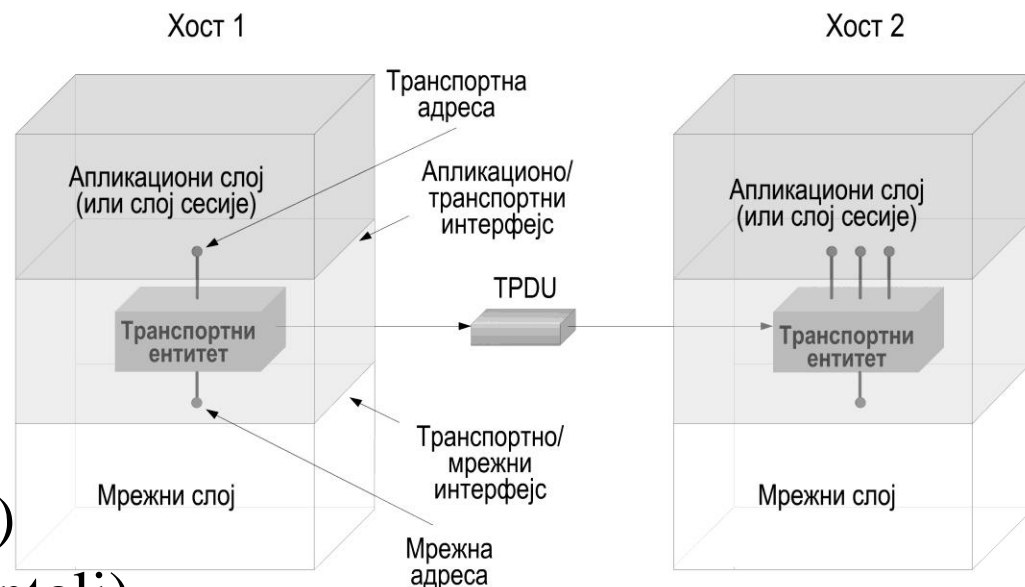 Хост 1
Хост 2
Транспортна
адреса
Апликациони слој
(или слој сесије)
Апликационо/
транспортни
интерфејс
Апликациони слој
(или слој сесије)
TPDU
Транспортни
ентитет
Транспортни
ентитет
Транспортно/
мрежни
интерфејс
Мрежни слој
Мрежни слој
Мрежна
адреса
)